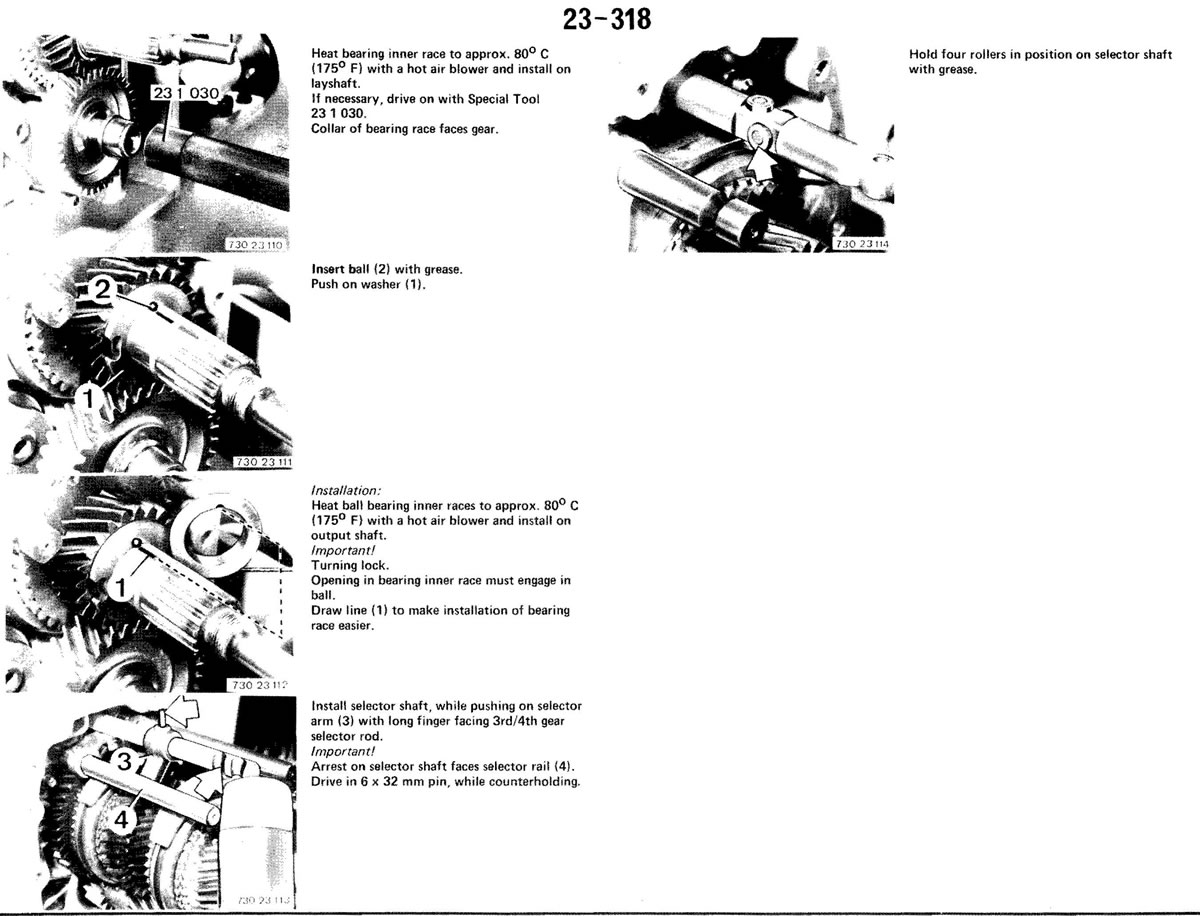 23-318
231 030
730 23 110
Heat bearing inner race to approx. 80º C
(175º F) with a hot air blower and install on
layshaft.
If necessary, drive on with Special Tool
23 1 030.
Collar of bearing race faces gear.
2
1
730 23 111
Insert ball (2) with grease.
Push on washer (1).
1
730 23 112
Installation:
Heat ball bearing inner races to approx. 80º C
(175º F) with a hot air blower and install on
output shaft.
Important!
Turning lock.
Opening in bearing inner race must engage in
ball.
Draw line (1) to make installation of bearing
race easier.
3
4
730 23 113
Install selector shaft, while pushing on selector
arm (3) with long finger facing 3rd/4th gear
selector rod.
Important!
Arrest on selector shaft faces selector rail (4).
Drive in 6 x 32 mm pin, while counterholding.
730 23 114
Hold four rollers in position on selector shaft
with grease.